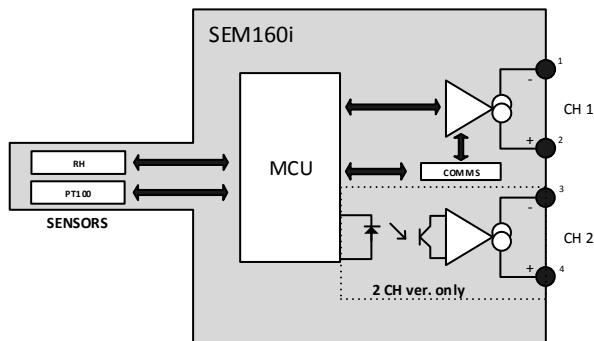 SEM160i
1
-
CH 1
+
2
MCU
RH
PT100
SENSORS
COMMS
3
-
CH 2
+
4
2 CH ver. only